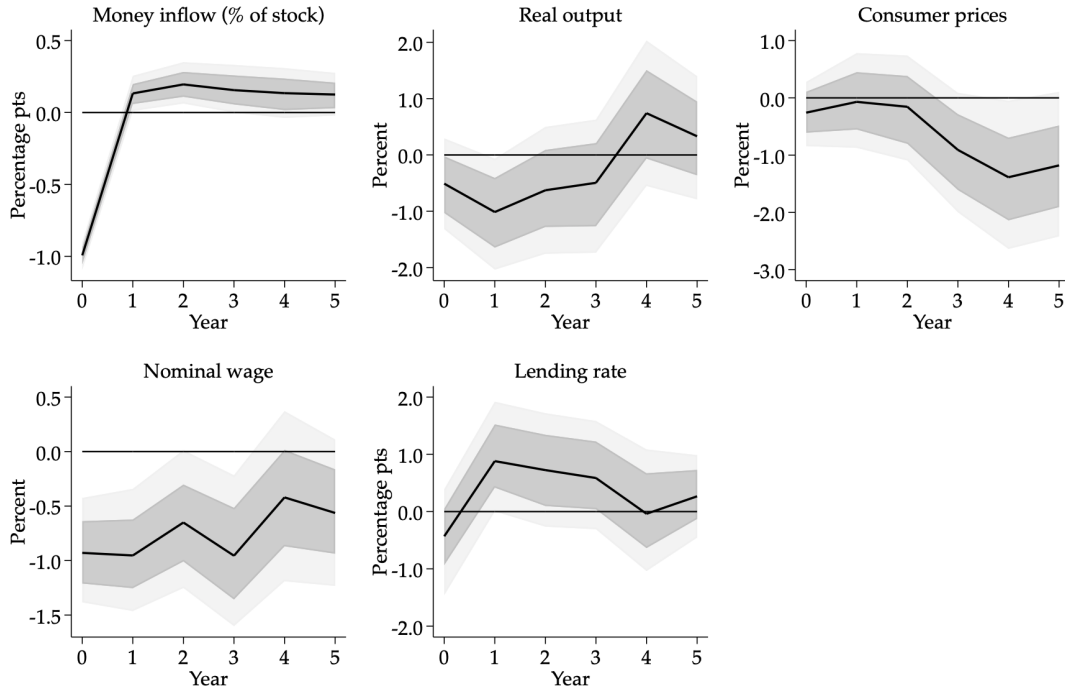 Money inflow (% of stock)
Percentage pts
0.5
0.0
-0.5
-1.0
0 1 2 3 4 5
Year
Real output
Percent
2.0
1.0
0.0
-1.0
-2.0
0 1 2 3 4 5
Year
Consumer prices
Percent
1.0
0.0
-1.0
-2.0
-3.0
0 1 2 3 4 5
Year
Nominal wage
Percent
0.5
0.0
-0.5
-1.0
-1.5
0 1 2 3 4 5
Year
Lending rate
Percentage pts
2.0
1.0
0.0
-1.0
-2.0
0 1 2 3 4 5
Year